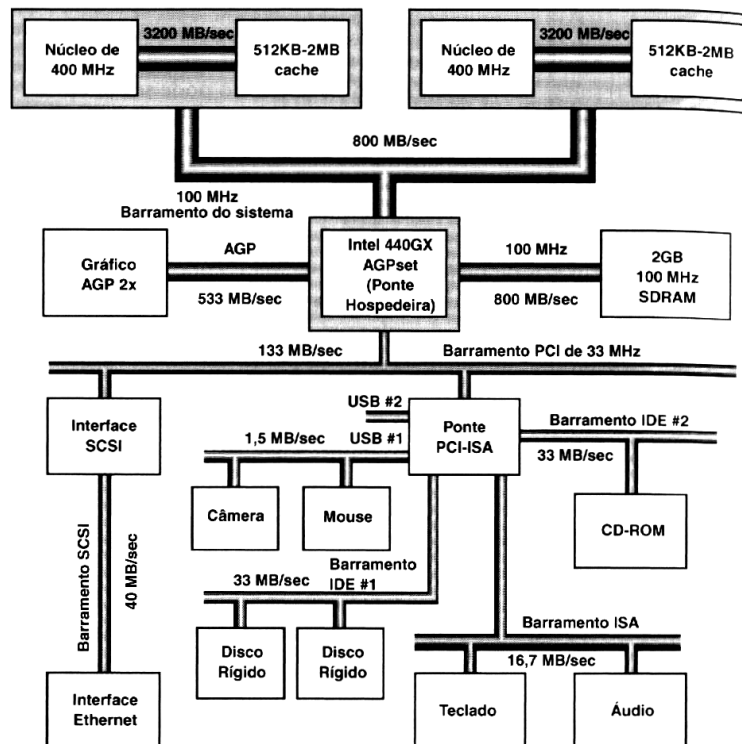 Núcleo de
400 MHz
3200 MB/sec
512KB-2MB
cache
Núcleo de
400 MHz
3200 MB/sec
512KB-2MB
cache
800 MB/sec
100 MHz
Barramento do sistema
Gráfico
AGP 2x
AGP
533 MB/sec
Intel 440GX
AGPset
(Ponte
Hospedeira)
100 MHz
800 MB/sec
2GB
100 MHz
SDRAM
133 MB/sec
Barramento PCI de 33 MHz
Interface
SCSI
USB #2
1,5 MB/sec
USB #1
Ponte
PCI-ISA
Barramento IDE #2
33 MB/sec
Câmera
Mouse
CD-ROM
Barramento SCSI
40 MB/sec
33 MB/sec
Barramento
IDE #1
Disco
Rígido
Disco
Rígido
Barramento ISA
16,7 MB/sec
Interface
Ethernet
Teclado
Áudio